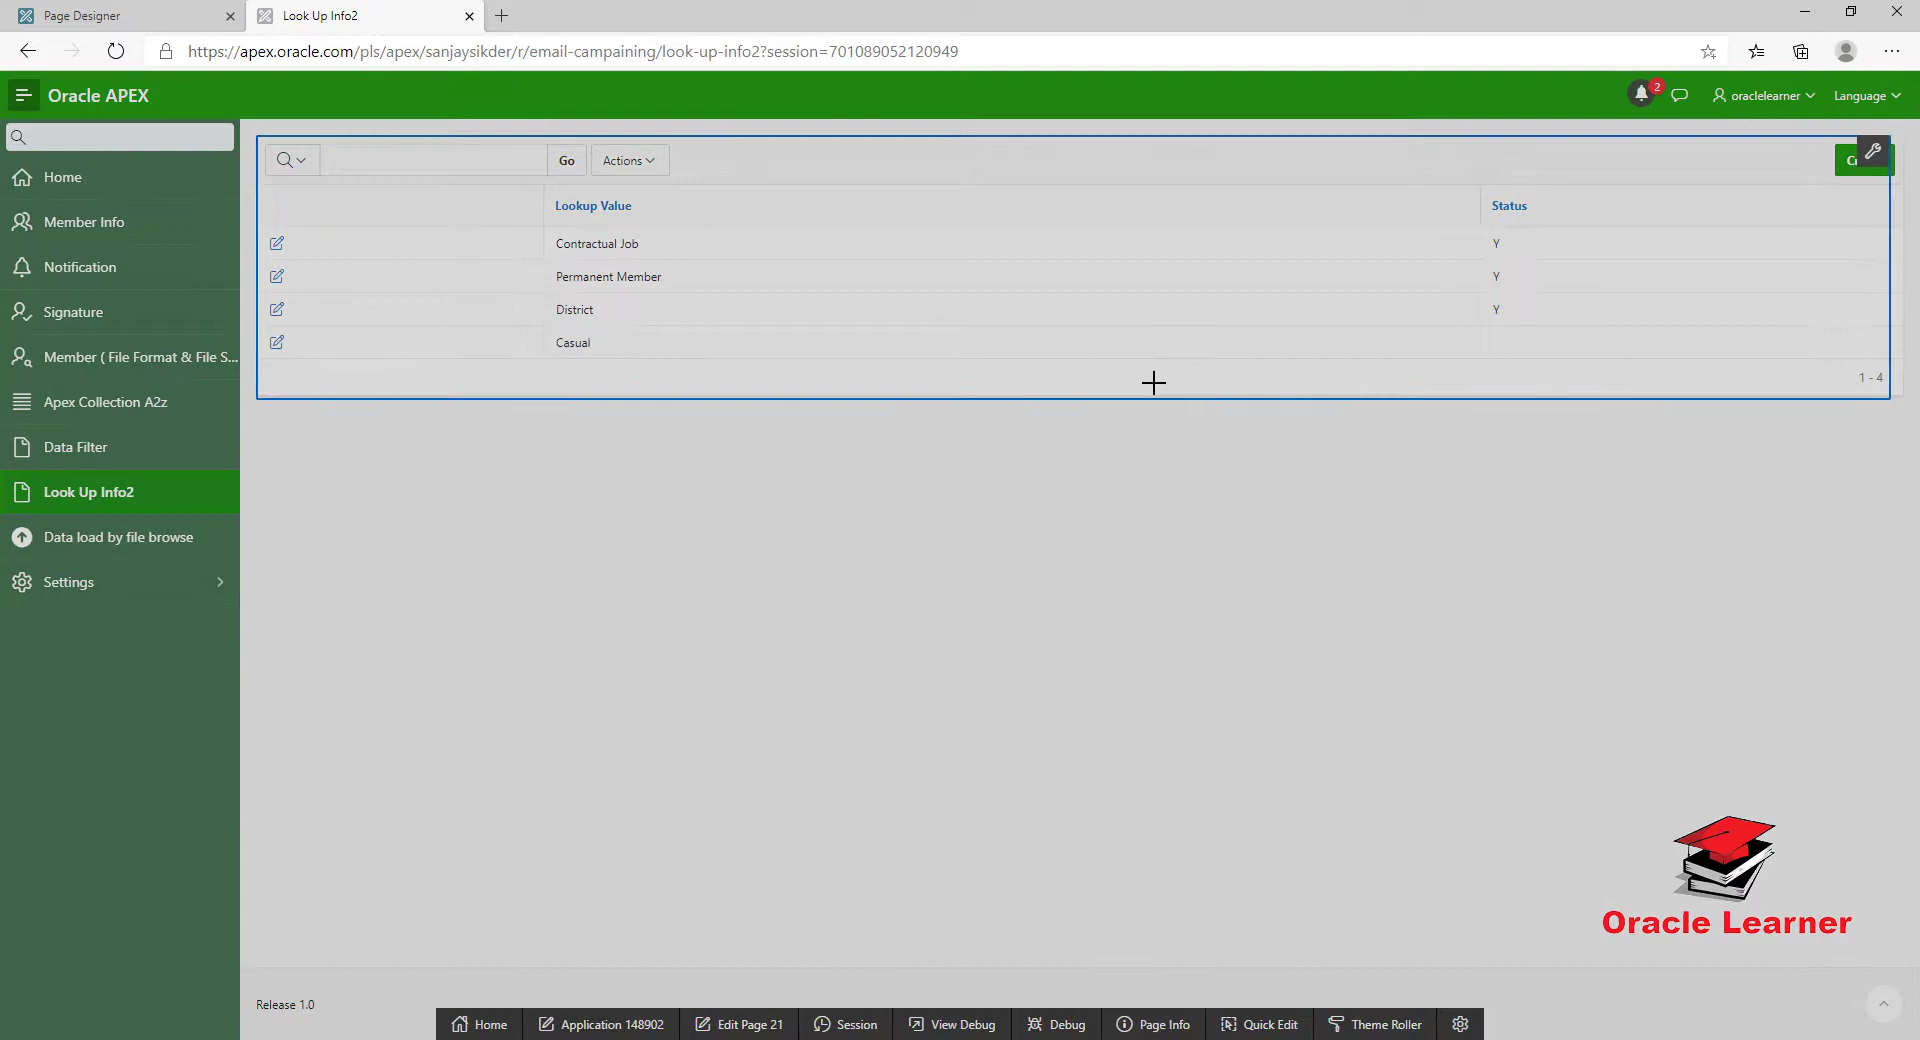 Page Designer
Look Up Info2
https://apex.oracle.com/pls/apex/sanjaysikder/r/email-campaining/look-up-info2?session=701089052120949
Oracle APEX
2
oraclelearner
Language
Home
Member Info
Notification
Signature
Member ( File Format & File S...
Apex Collection A2z
Data Filter
Look Up Info2
Data load by file browse
Settings
Go
Actions
Lookup Value
Status
Contractual Job
Y
Permanent Member
Y
District
Y
Casual
1 - 4
Oracle Learner
Release 1.0
Home
Application 148902
Edit Page 21
Session
View Debug
Debug
Page Info
Quick Edit
Theme Roller